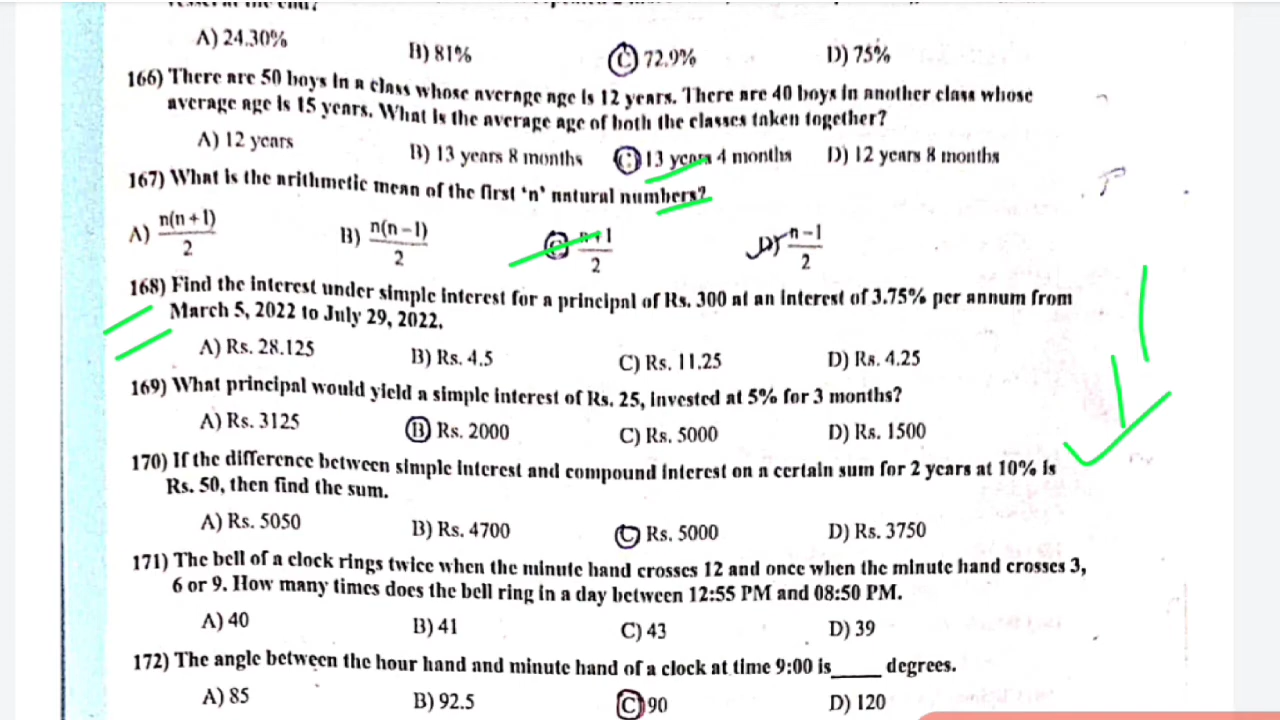 A) 24.30%
B) 81%
C) 72.9%
D) 75%
166) There are 50 boys in a class whose average age is 12 years. There are 40 boys in another class whose
average age is 15 years. What is the average age of both the classes taken together?
A) 12 years
B) 13 years 8 months
C) 13 years 4 months
D) 12 years 8 months
167) What is the arithmetic mean of the first ‘n’ natural numbers?
A) n(n + 1) / 2
B) n(n – 1) / 2
C) n + 1 / 2
D) n – 1 / 2
168) Find the interest under simple interest for a principal of Rs. 300 at an interest of 3.75% per annum from
March 5, 2022 to July 29, 2022.
A) Rs. 28.125
B) Rs. 4.5
C) Rs. 11.25
D) Rs. 4.25
169) What principal would yield a simple interest of Rs. 25, invested at 5% for 3 months?
A) Rs. 3125
B) Rs. 2000
C) Rs. 5000
D) Rs. 1500
170) If the difference between simple interest and compound interest on a certain sum for 2 years at 10% is
Rs. 50, then find the sum.
A) Rs. 5050
B) Rs. 4700
C) Rs. 5000
D) Rs. 3750
171) The bell of a clock rings twice when the minute hand crosses 12 and once when the minute hand crosses 3,
6 or 9. How many times does the bell ring in a day between 12:55 PM and 08:50 PM.
A) 40
B) 41
C) 43
D) 39
172) The angle between the hour hand and minute hand of a clock at time 9:00 is_____ degrees.
A) 85
B) 92.5
C) 90
D) 120